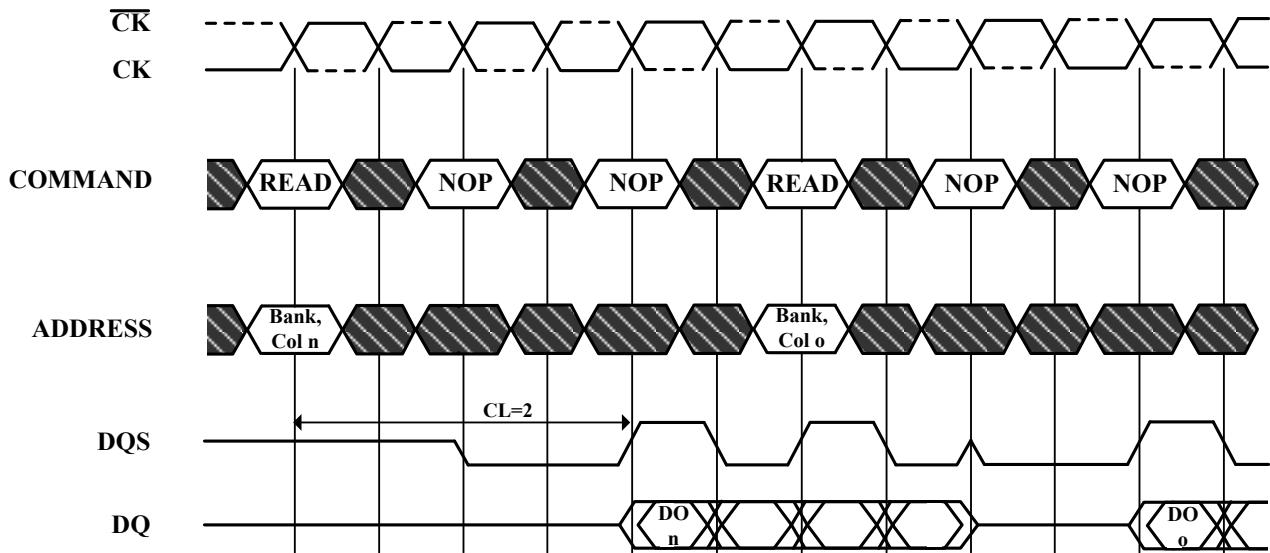 CK
CK
COMMAND
READ NOP NOP READ NOP NOP
ADDRESS
Bank,
Col n
Bank,
Col o
CL=2
DQS
DQ
DO
n
DO
o